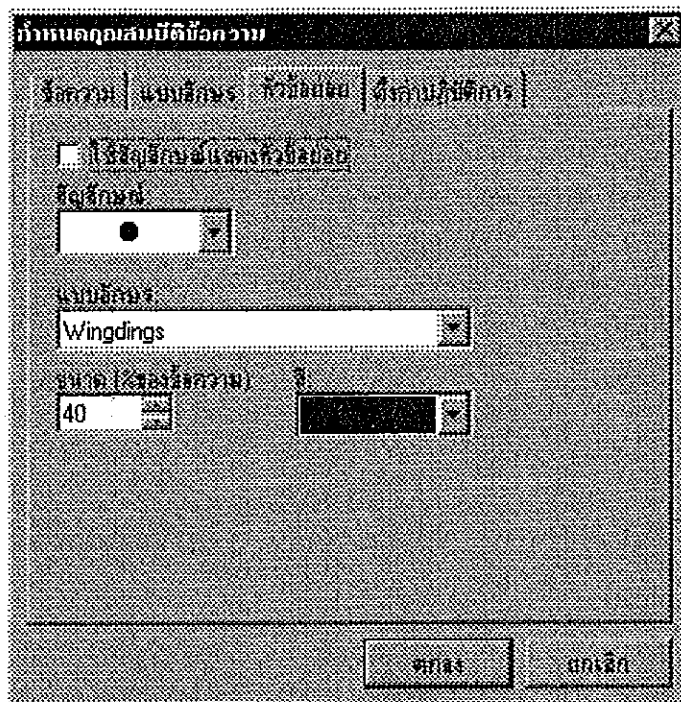 กำหนดคุณสมบัติข้อความ
ข้อความ แบบอักษร หัวข้อย่อย ตั้งค่าปฏิบัติการ
ใช้สัญลักษณ์แสดงหัวข้อย่อย
สัญลักษณ์:
แบบอักษร:
Wingdings
ขนาด (%ของข้อความ) สี:
40
ตกลง ยกเลิก